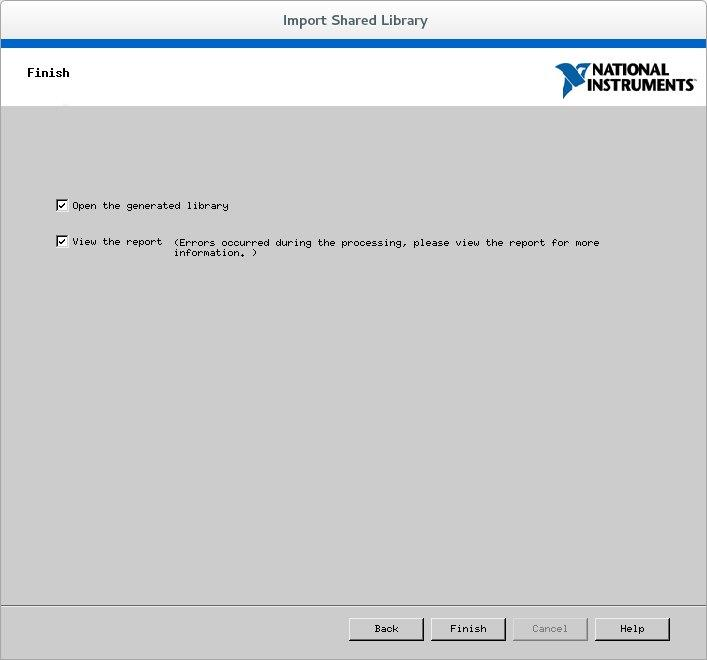 Import Shared Library
Finish
NATIONAL
INSTRUMENTS™
Open the generated library
View the report (Errors occurred during the processing, please view the report for more
information. )
Back Finish Cancel Help